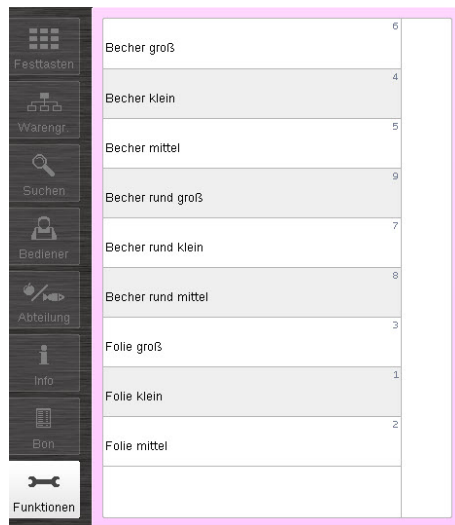 Festtasten
Warengr.
Suchen
Bediener
Abteilung
Info
Bon
Funktionen
6
Becher groß
4
Becher klein
5
Becher mittel
9
Becher rund groß
7
Becher rund klein
8
Becher rund mittel
3
Folie groß
1
Folie klein
2
Folie mittel